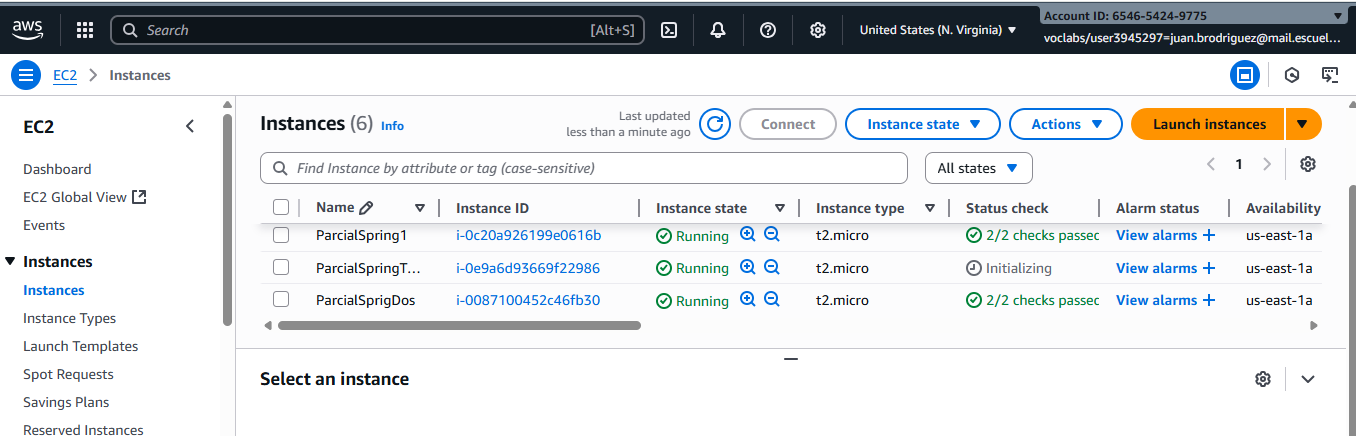 aws
Search [Alt+S]
United States (N. Virginia)
Account ID: 6546-5424-9775
voclabs/user3945297=juan.brodriguez@mail.escuel...
EC2 Instances
EC2
Dashboard
EC2 Global View
Events
Instances
Instances
Instance Types
Launch Templates
Spot Requests
Savings Plans
Reserved Instances
Instances (6) Info
Last updated
less than a minute ago
Connect
Instance state
Actions
Launch instances
Find Instance by attribute or tag (case-sensitive)
All states
1
Name Instance ID Instance state Instance type Status check Alarm status Availability
ParcialSpring1 i-0c20a926199e0616b Running t2.micro 2/2 checks passed View alarms + us-east-1a
ParcialSpringT... i-0e9a6d93669f22986 Running t2.micro Initializing View alarms + us-east-1a
ParcialSprigDos i-0087100452c46fb30 Running t2.micro 2/2 checks passed View alarms + us-east-1a
Select an instance